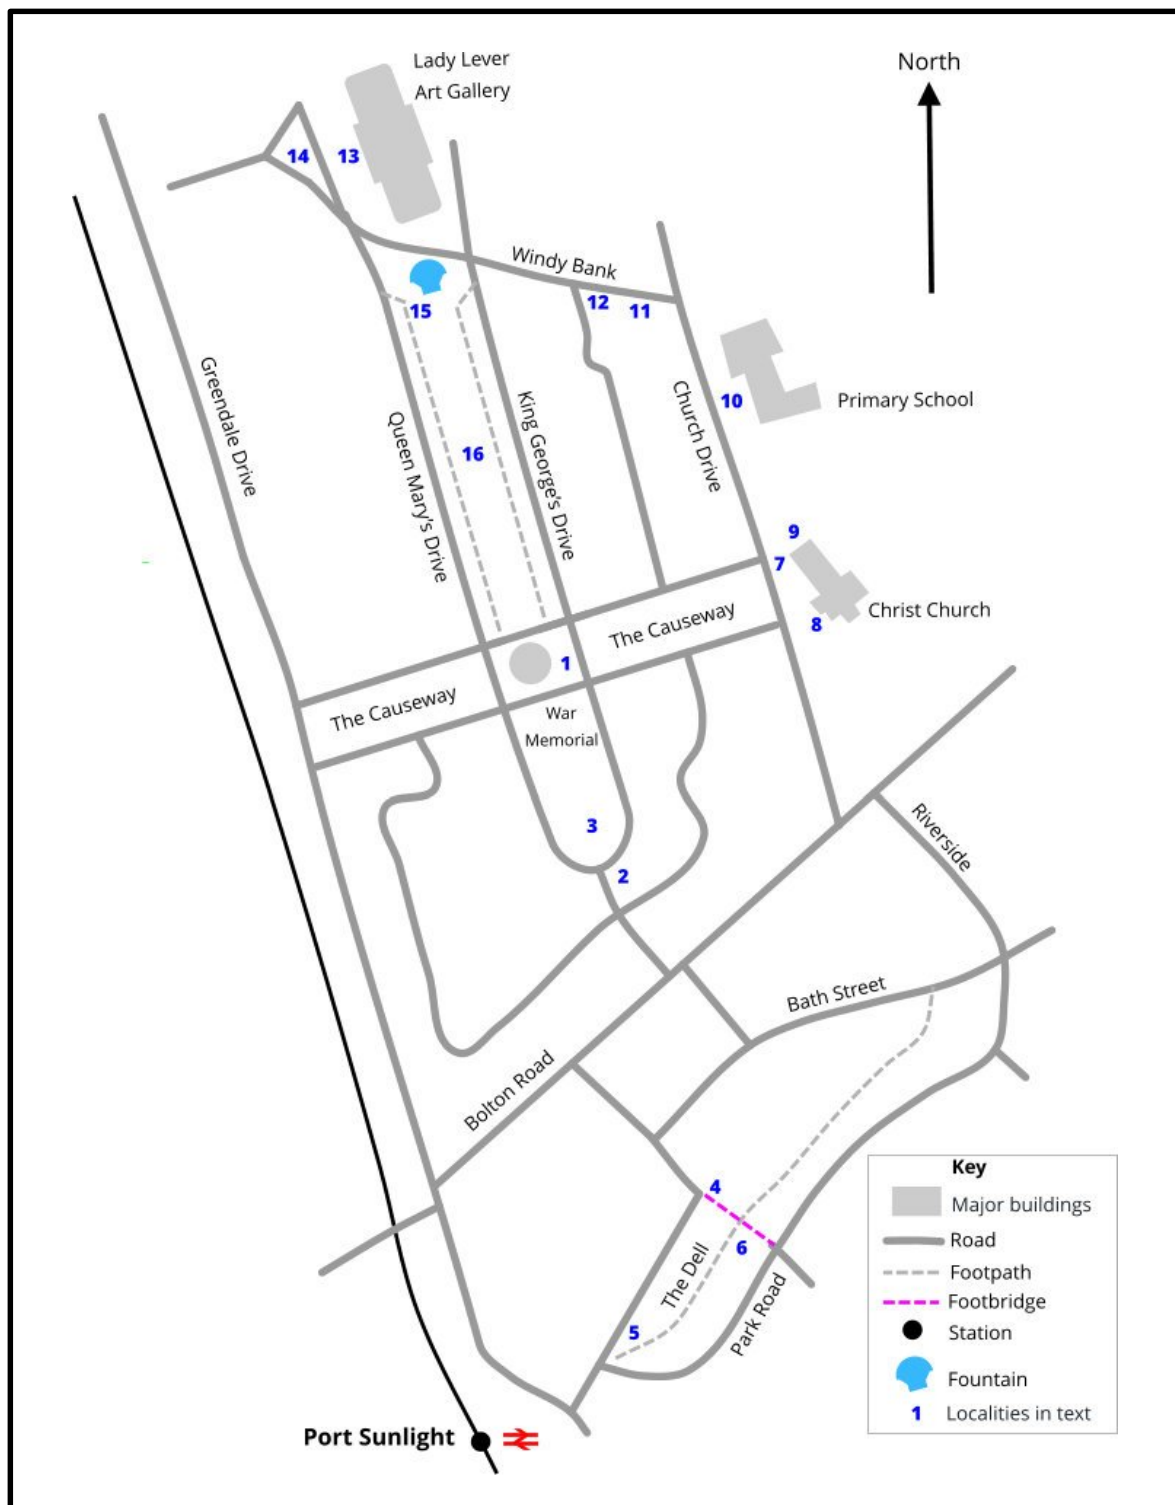 Lady Lever
Art Gallery
North
14
13
Windy Bank
12
11
15
Greendale Drive
Queen Mary's Drive
King George's Drive
Church Drive
10
Primary School
16
9
7
8
Christ Church
The Causeway
1
The Causeway
War
Memorial
3
2
Riverside
Bath Street
Bolton Road
4
6
The Dell
5
Park Road
Key
Major buildings
Road
Footpath
Footbridge
Station
Fountain
1 Localities in text
Port Sunlight